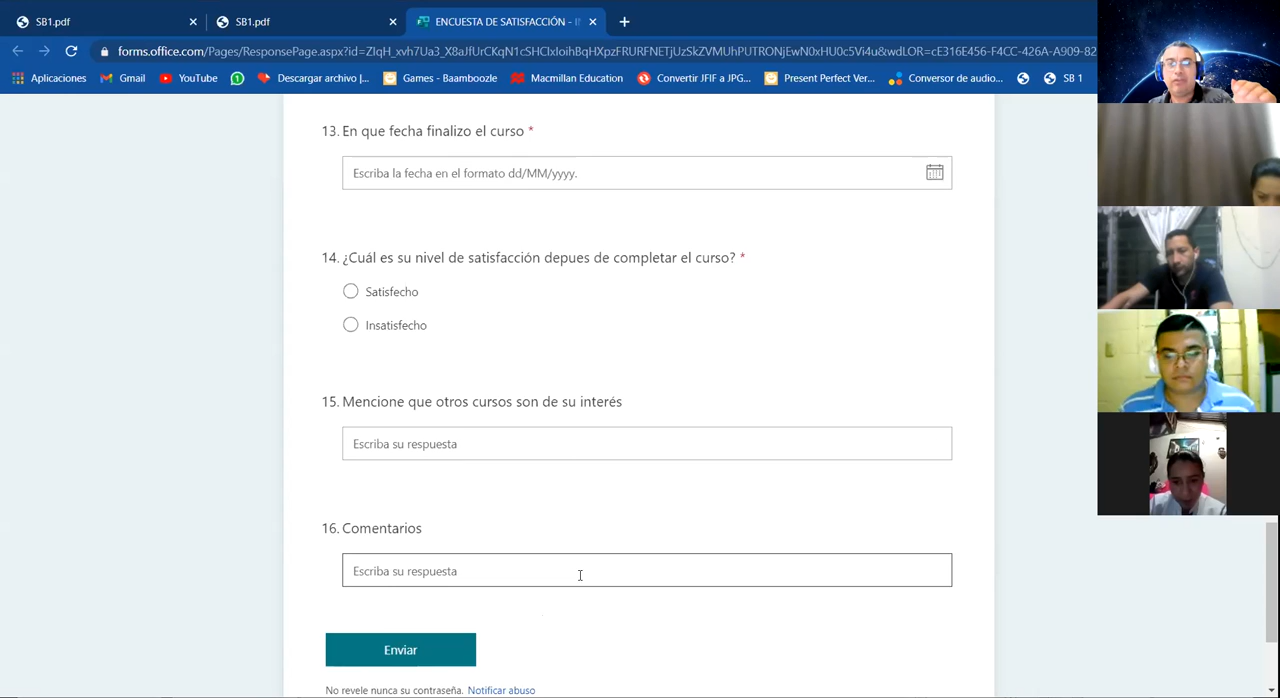 SB1.pdf
SB1.pdf
ENCUESTA DE SATISFACCIÓN - II
forms.office.com/Pages/ResponsePage.aspx?id=ZIqH_xvh7Ua3_X8aJfUrCKqN1cSHCIxIoihBqHXpzFRURFNETjUzSkZVMUhPUTRONjEwN0xHU0c5Vi4u&wdLOR=cE316E456-F4CC-426A-A909-82
Aplicaciones
Gmail
YouTube
Descargar archivo |...
Games - Baamboozle
Macmillan Education
Convertir JFIF a JPG...
Present Perfect Ver...
Conversor de audio...
SB 1
13. En que fecha finalizo el curso *
Escriba la fecha en el formato dd/MM/yyyy.
14. ¿Cuál es su nivel de satisfacción depues de completar el curso? *
Satisfecho
Insatisfecho
15. Mencione que otros cursos son de su interés
Escriba su respuesta
16. Comentarios
Escriba su respuesta
Enviar
No revele nunca su contraseña. Notificar abuso